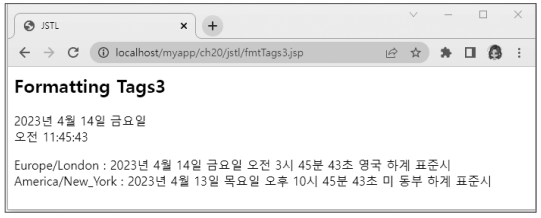 JSTL
localhost/myapp/ch20/jstl/fmtTags3.jsp
Formatting Tags3
2023년 4월 14일 금요일
오전 11:45:43
Europe/London : 2023년 4월 14일 금요일 오전 3시 45분 43초 영국 하계 표준시
America/New_York : 2023년 4월 13일 목요일 오후 10시 45분 43초 미 동부 하계 표준시